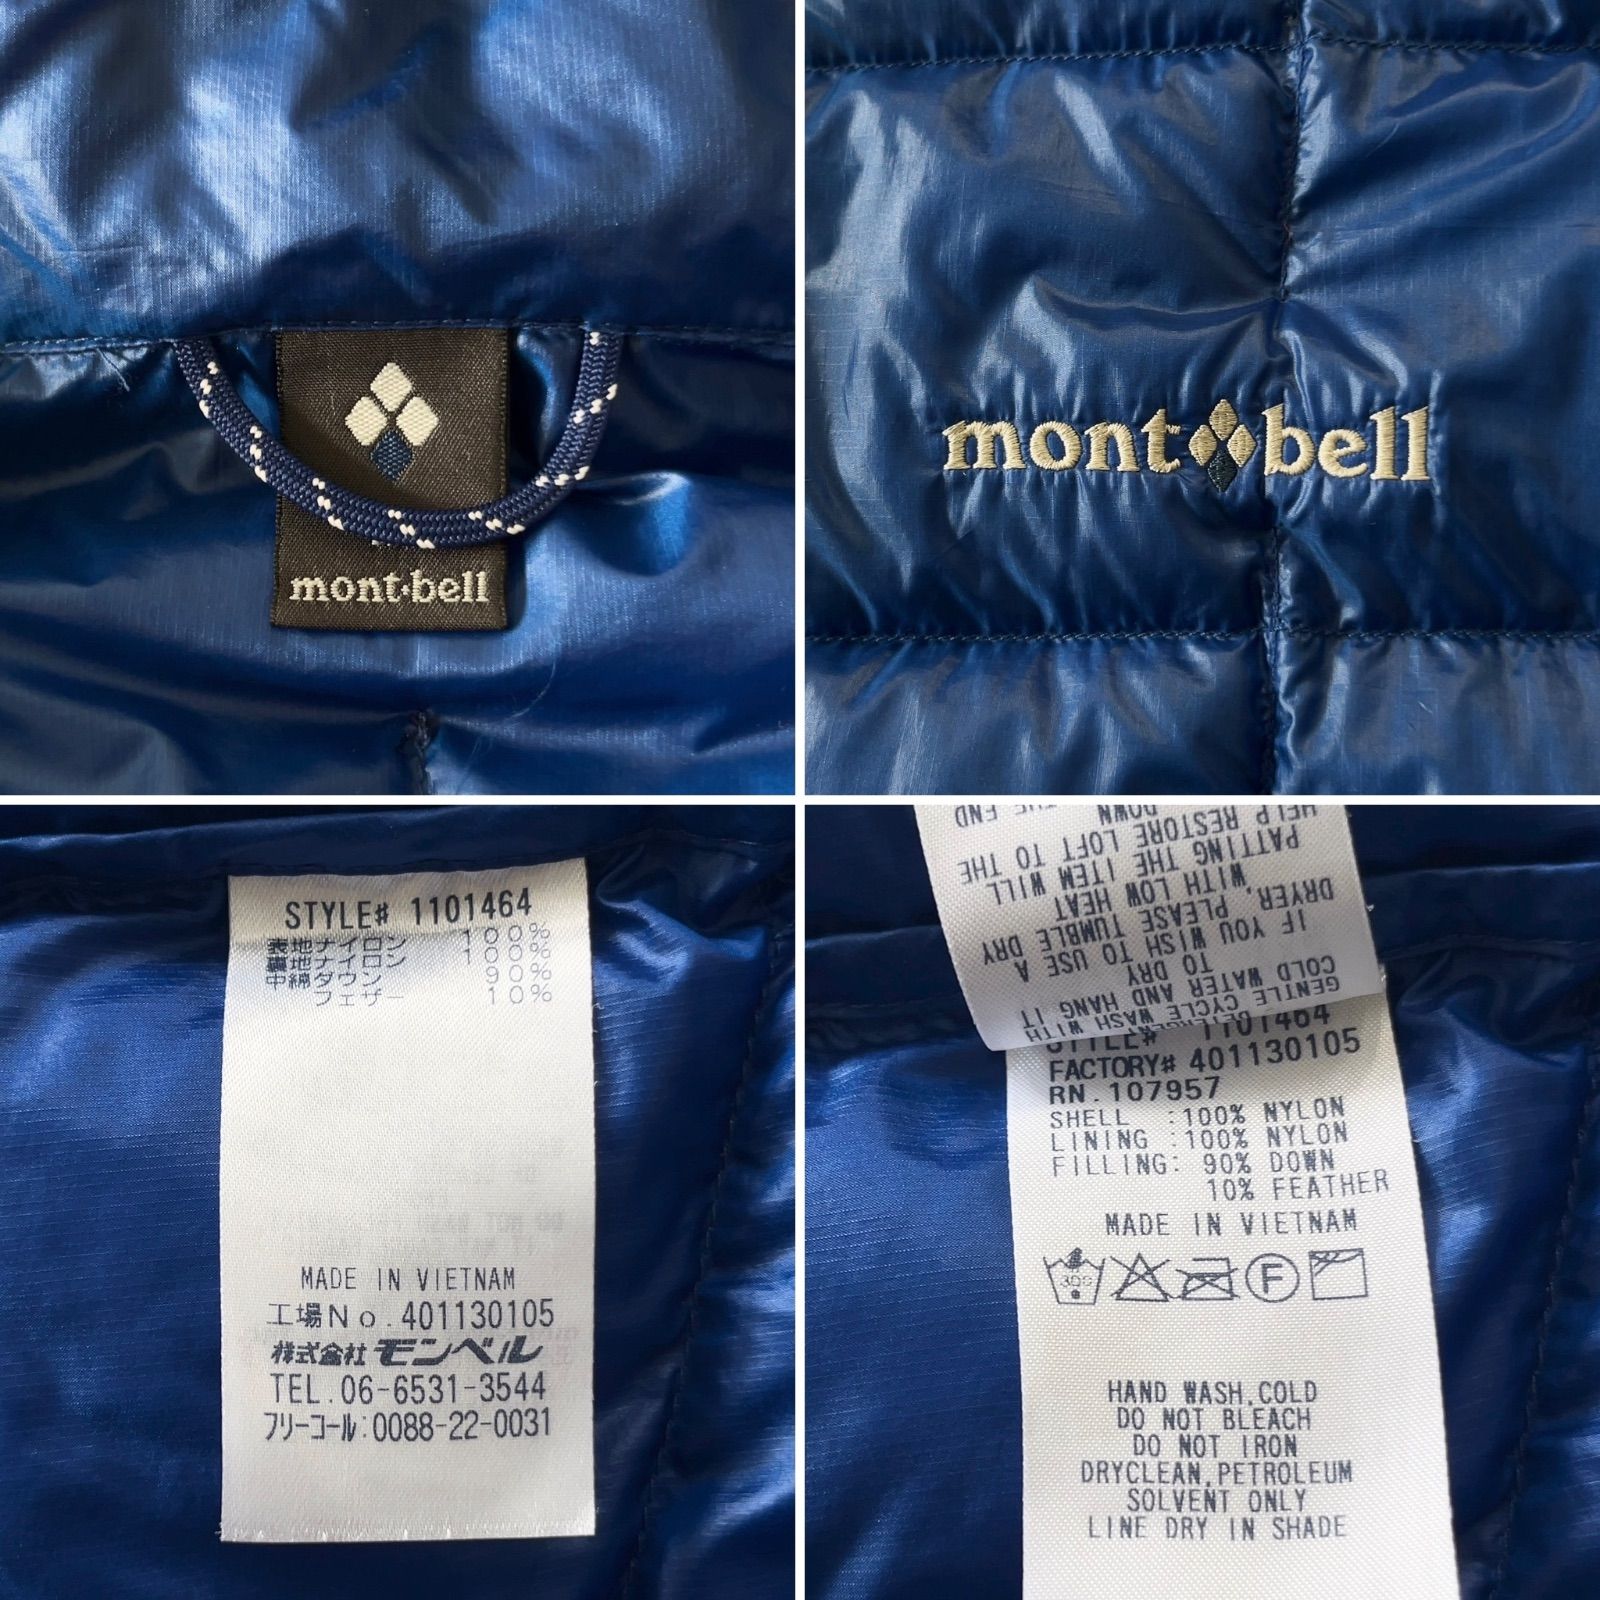 mont·bell
mont bell
STYLE# 1101464
表地ナイロン 100%
裏地ナイロン 100%
中綿ダウン 90%
フェザー 10%
MADE IN VIETNAM
工場No. 401130105
株式会社モンベル
TEL. 06-6531-3544
フリーコール:0088-22-0031
GENTLE CYCLE WASH WITH
COLD WATER AND HANG IT
TO DRY
IF YOU WISH TO USE A
DRYER, PLEASE TUMBLE DRY
WITH LOW HEAT
PATTING THE ITEM WILL
HELP RESTORE LOFT TO THE
DOWN
THE END
STYLE# 1101464
FACTORY# 401130105
RN. 107957
SHELL :100% NYLON
LINING :100% NYLON
FILLING: 90% DOWN
10% FEATHER
MADE IN VIETNAM
F
HAND WASH,COLD
DO NOT BLEACH
DO NOT IRON
DRYCLEAN,PETROLEUM
SOLVENT ONLY
LINE DRY IN SHADE